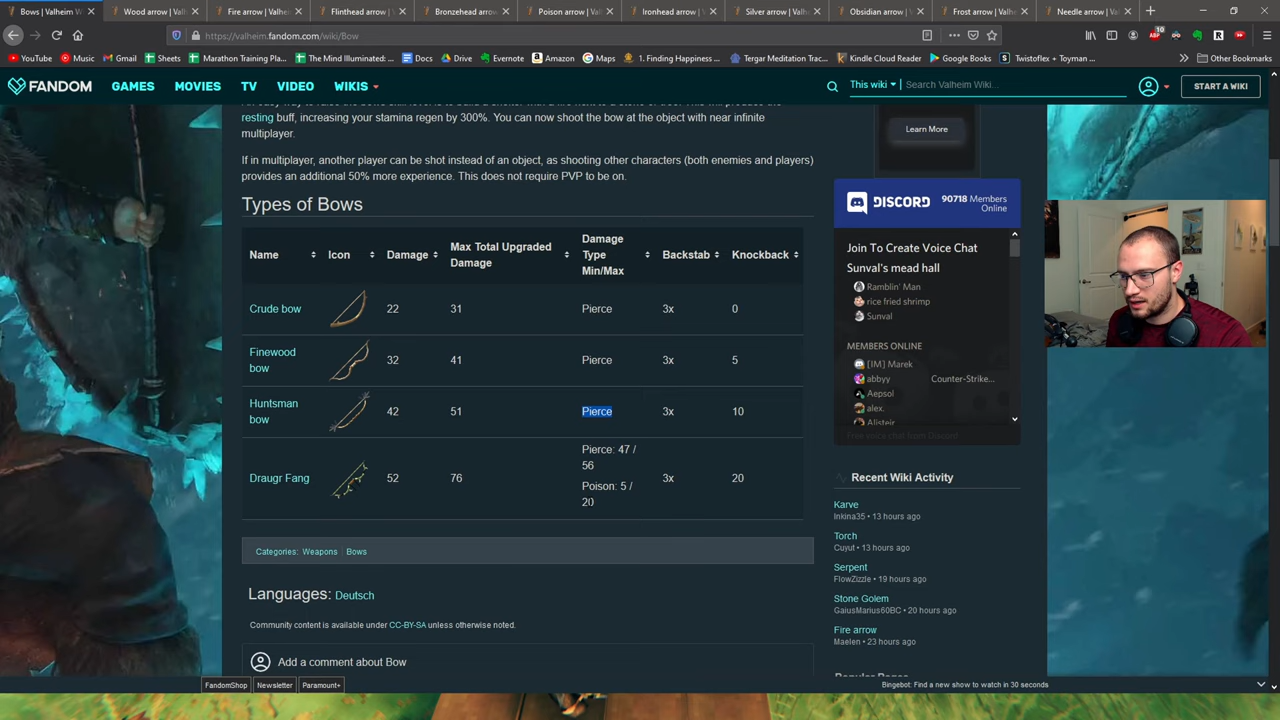 Bows | Valheim W
Wood arrow | Valh
Fire arrow | Valhei
Flinthead arrow | V
Bronzehead arrow
Poison arrow | Val
Ironhead arrow | V
Silver arrow | Valhe
Obsidian arrow | V
Frost arrow | Valhe
Needle arrow | Val
https://valheim.fandom.com/wiki/Bow
10
YouTube
Music
Gmail
Sheets
Marathon Training Pla...
The Mind Illuminated:...
Docs
Drive
Evernote
Amazon
Maps
1. Finding Happiness...
Tergar Meditation Trac...
Kindle Cloud Reader
Google Books
Twistoflex + Toyman ...
Other Bookmarks
FANDOM
GAMES
MOVIES
TV
VIDEO
WIKIS
This wiki
Search Valheim Wiki...
START A WIKI
resting buff, increasing your stamina regen by 300%. You can now shoot the bow at the object with near infinite
multiplayer.
If in multiplayer, another player can be shot instead of an object, as shooting other characters (both enemies and players)
provides an additional 50% more experience. This does not require PVP to be on.
Types of Bows
Name Icon Damage Max Total Upgraded Damage Damage Type Min/Max Backstab Knockback
Crude bow 22 31 Pierce 3x 0
Finewood bow 32 41 Pierce 3x 5
Huntsman bow 42 51 Pierce 3x 10
Draugr Fang 52 76 Pierce: 47 / 56 Poison: 5 / 20 3x 20
Categories: Weapons Bows
Languages: Deutsch
Community content is available under CC-BY-SA unless otherwise noted.
Add a comment about Bow
Learn More
DISCORD
90718 Members
Online
Join To Create Voice Chat
Sunval's mead hall
Ramblin' Man
rice fried shrimp
Sunval
MEMBERS ONLINE
[IM] Marek
abbyy Counter-Strike...
Aepsol
alex.
Alisteir
Free voice chat from Discord
Recent Wiki Activity
Karve
Inkina35 • 13 hours ago
Torch
Cuyut • 13 hours ago
Serpent
FlowZizzle • 19 hours ago
Stone Golem
GaiusMarius60BC • 20 hours ago
Fire arrow
Maelen • 23 hours ago
Popular Pages
FandomShop
Newsletter
Paramount+
Bingebot: Find a new show to watch in 30 seconds